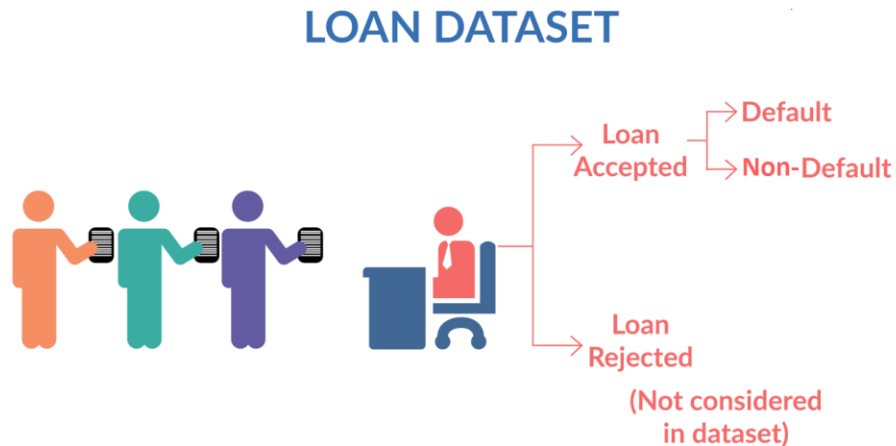 LOAN DATASET
Loan
Accepted
Default
Non-Default
Loan
Rejected
(Not considered
in dataset)